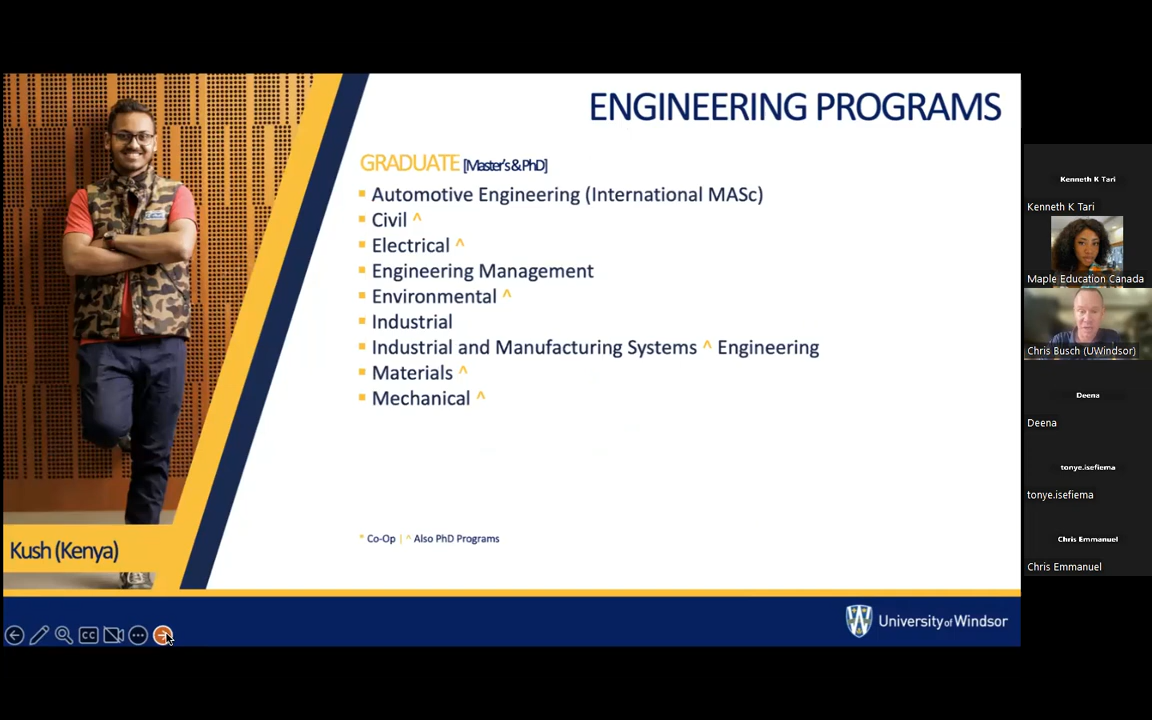 ENGINEERING PROGRAMS
GRADUATE [Master's & PhD]
▪ Automotive Engineering (International MASc)
▪ Civil ^
▪ Electrical ^
▪ Engineering Management
▪ Environmental ^
▪ Industrial
▪ Industrial and Manufacturing Systems ^ Engineering
▪ Materials ^
▪ Mechanical ^
* Co-Op | ^ Also PhD Programs
Kush (Kenya)
University of Windsor
CC
Kenneth K Tari
Kenneth K Tari
Maple Education Canada
Chris Busch (UWindsor)
Deena
Deena
tonye.isefiema
tonye.isefiema
Chris Emmanuel
Chris Emmanuel